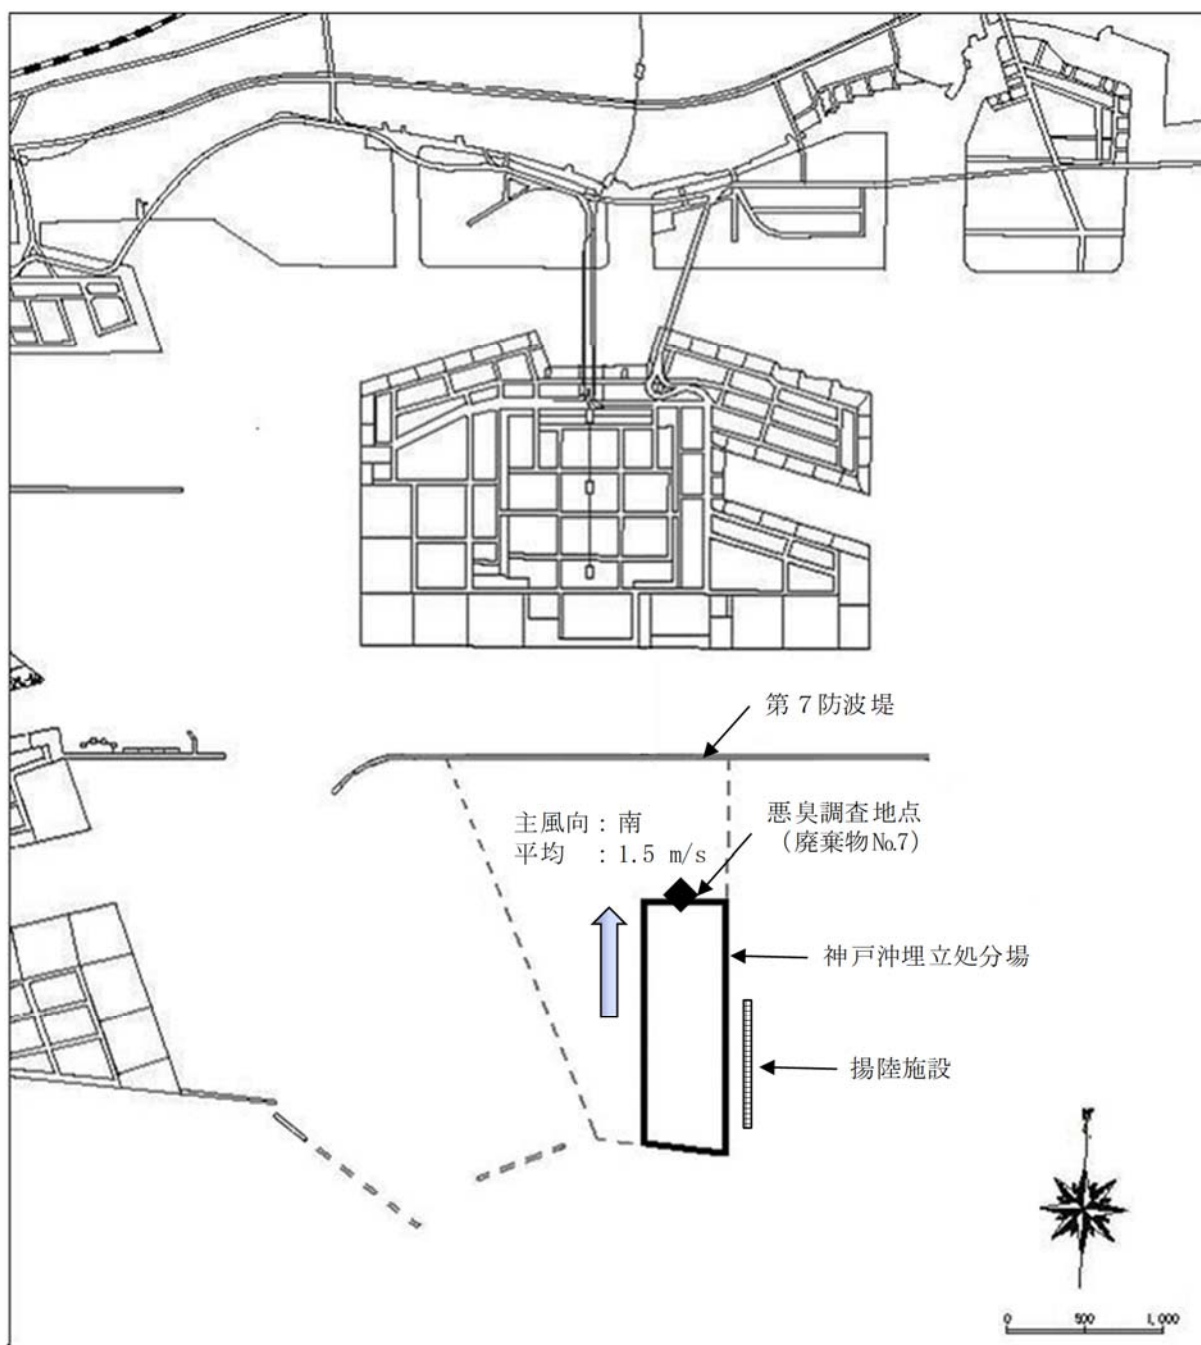 第7防波堤
悪臭調査地点
(廃棄物№7)
主風向：南
平均　：1.5 m/s
神戸沖埋立処分場
揚陸施設
N
0 500 1,000